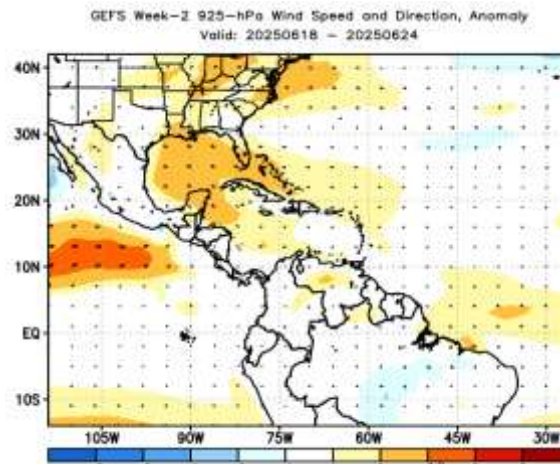 GEFS Week-2 925-hPa Wind Speed and Direction, Anomaly
Valid: 20250618 - 20250624
40N
30N
20N
10N
EQ
10S
105W 90W 75W 60W 45W 30W